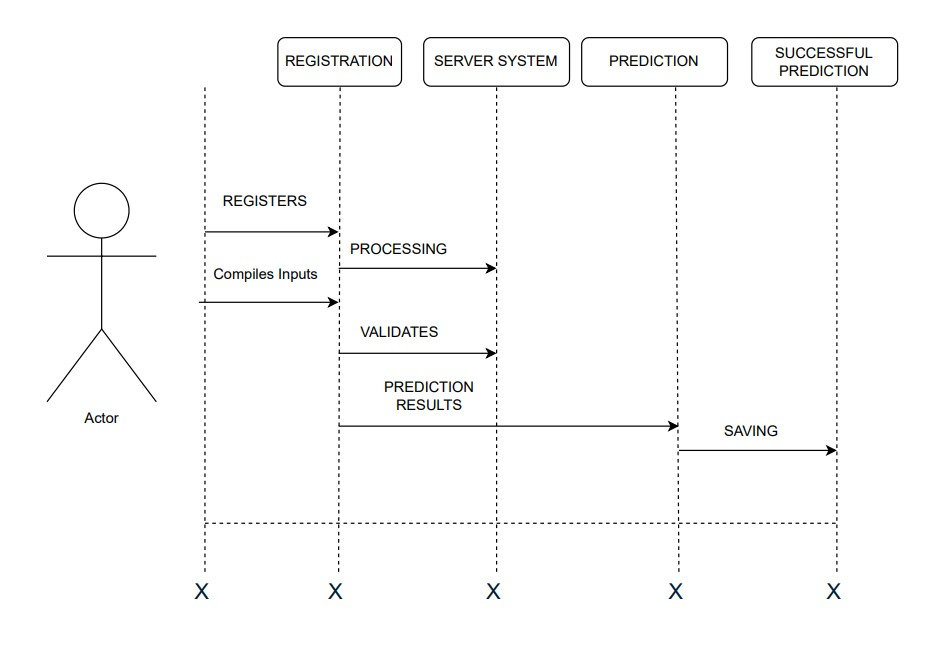 REGISTRATION
SERVER SYSTEM
PREDICTION
SUCCESSFUL
PREDICTION
REGISTERS
PROCESSING
Compiles Inputs
VALIDATES
PREDICTION
RESULTS
Actor
SAVING
X X X X X